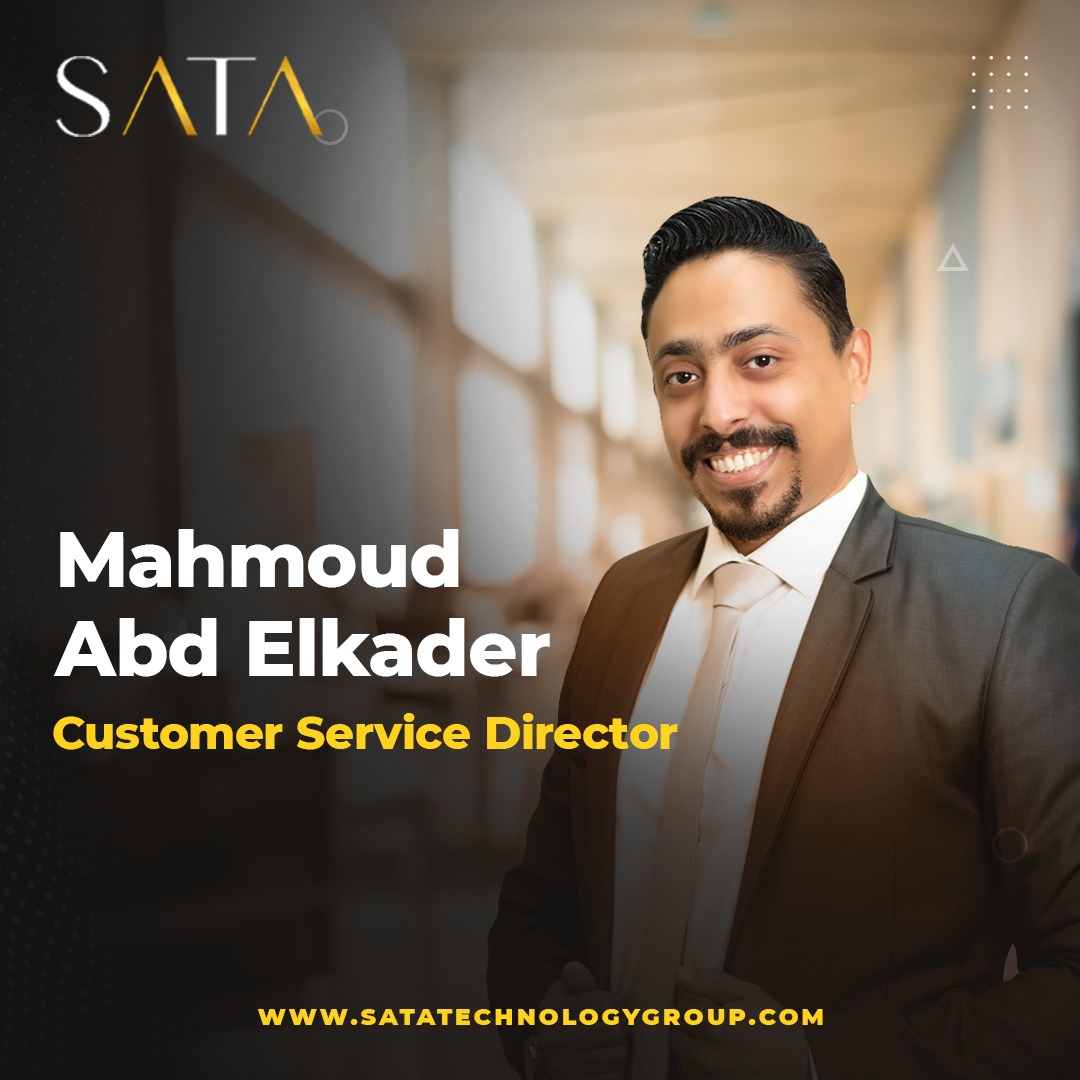 SATA
Mahmoud
Abd Elkader
Customer Service Director
WWW.SATATECHNOLOGYGROUP.COM